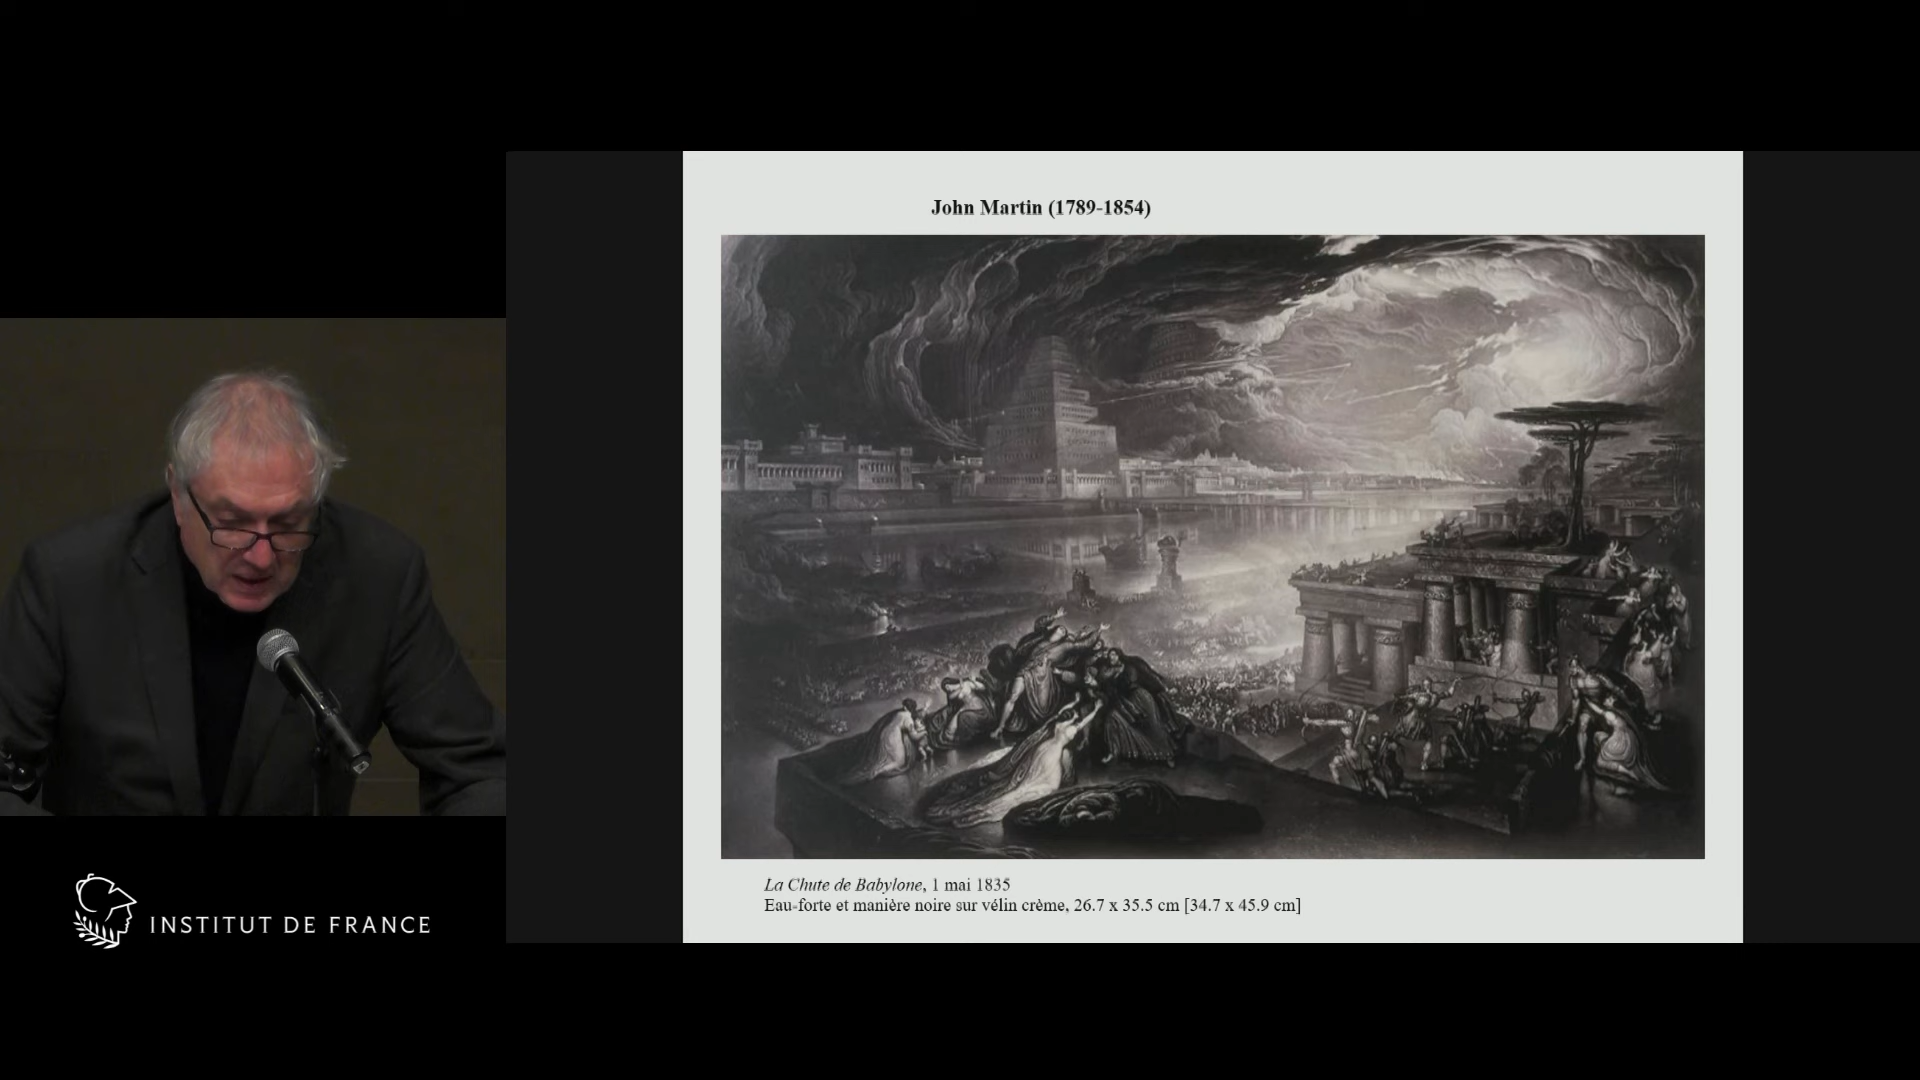 John Martin (1789-1854)
La Chute de Babylone, 1 mai 1835
Eau-forte et manière noire sur vélin crème, 26.7 x 35.5 cm [34.7 x 45.9 cm]
INSTITUT DE FRANCE